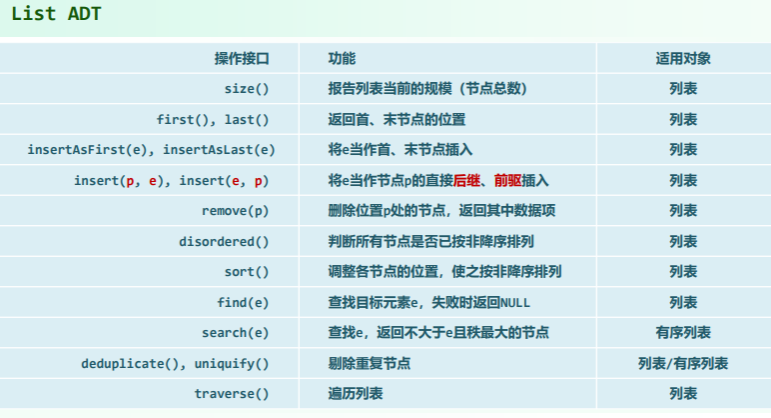 List ADT
操作接口 功能 适用对象
size() 报告列表当前的规模（节点总数） 列表
first(), last() 返回首、末节点的位置 列表
insertAsFirst(e), insertAsLast(e) 将e当作首、末节点插入 列表
insert(p, e), insert(e, p) 将e当作节点p的直接后继、前驱插入 列表
remove(p) 删除位置p处的节点，返回其中数据项 列表
disordered() 判断所有节点是否已按非降序排列 列表
sort() 调整各节点的位置，使之按非降序排列 列表
find(e) 查找目标元素e，失败时返回NULL 列表
search(e) 查找e，返回不大于e且秩最大的节点 有序列表
deduplicate(), uniquify() 剔除重复节点 列表/有序列表
traverse() 遍历列表 列表